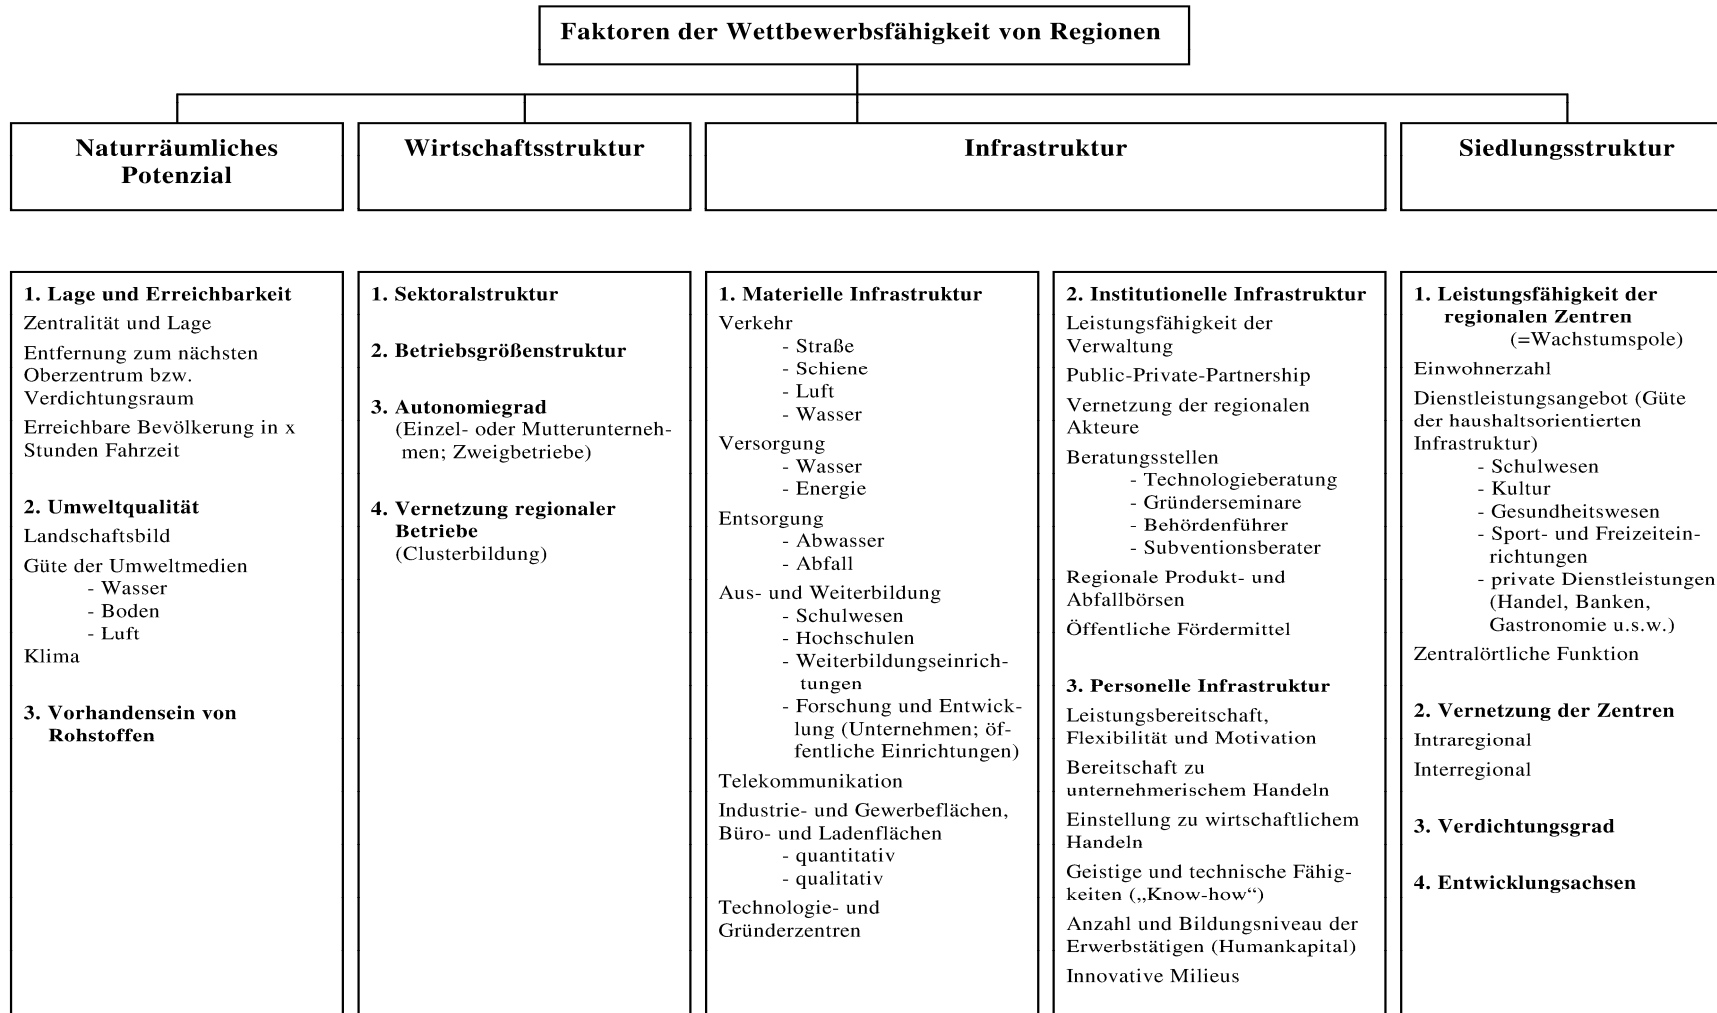 Faktoren der Wettbewerbsfähigkeit von Regionen
Naturräumliches
Potenzial
Wirtschaftsstruktur
Infrastruktur
Siedlungsstruktur
1. Lage und Erreichbarkeit
Zentralität und Lage
Entfernung zum nächsten
Oberzentrum bzw.
Verdichtungsraum
Erreichbare Bevölkerung in x
Stunden Fahrzeit
2. Umweltqualität
Landschaftsbild
Güte der Umweltmedien
- Wasser
- Boden
- Luft
Klima
3. Vorhandensein von
Rohstoffen
1. Sektoralstruktur
2. Betriebsgrößenstruktur
3. Autonomiegrad
(Einzel- oder Mutterunterneh-
men; Zweigbetriebe)
4. Vernetzung regionaler
Betriebe
(Clusterbildung)
1. Materielle Infrastruktur
Verkehr
- Straße
- Schiene
- Luft
- Wasser
Versorgung
- Wasser
- Energie
Entsorgung
- Abwasser
- Abfall
Aus- und Weiterbildung
- Schulwesen
- Hochschulen
- Weiterbildungseinrich-
tungen
- Forschung und Entwick-
lung (Unternehmen; öf-
fentliche Einrichtungen)
Telekommunikation
Industrie- und Gewerbeflächen,
Büro- und Ladenflächen
- quantitativ
- qualitativ
Technologie- und
Gründerzentren
2. Institutionelle Infrastruktur
Leistungsfähigkeit der
Verwaltung
Public-Private-Partnership
Vernetzung der regionalen
Akteure
Beratungsstellen
- Technologieberatung
- Gründerseminare
- Behördenführer
- Subventionsberater
Regionale Produkt- und
Abfallbörsen
Öffentliche Fördermittel
3. Personelle Infrastruktur
Leistungsbereitschaft,
Flexibilität und Motivation
Bereitschaft zu
unternehmerischem Handeln
Einstellung zu wirtschaftlichem
Handeln
Geistige und technische Fähig-
keiten („Know-how“)
Anzahl und Bildungsniveau der
Erwerbstätigen (Humankapital)
Innovative Milieus
1. Leistungsfähigkeit der
regionalen Zentren
(=Wachstumspole)
Einwohnerzahl
Dienstleistungsangebot (Güte
der haushaltsorientierten
Infrastruktur)
- Schulwesen
- Kultur
- Gesundheitswesen
- Sport- und Freizeitein-
richtungen
- private Dienstleistungen
(Handel, Banken,
Gastronomie u.s.w.)
Zentralörtliche Funktion
2. Vernetzung der Zentren
Intraregional
Interregional
3. Verdichtungsgrad
4. Entwicklungsachsen